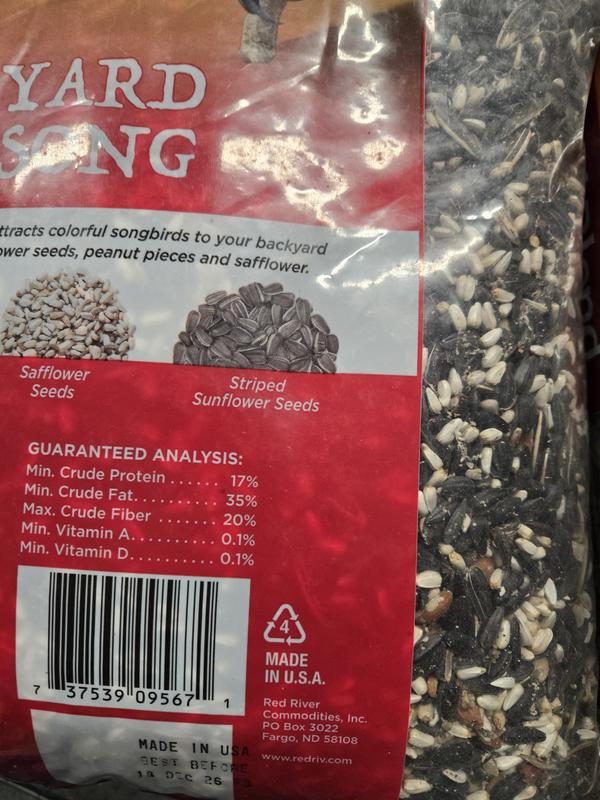 YARD
SONG
ttracts colorful songbirds to your backyard
ower seeds, peanut pieces and safflower.
Safflower
Seeds
Striped
Sunflower Seeds
GUARANTEED ANALYSIS:
Min. Crude Protein ...... 17%
Min. Crude Fat.......... 35%
Max. Crude Fiber ....... 20%
Min. Vitamin A.......... 0.1%
Min. Vitamin D.......... 0.1%
7 37539 09567 1
4
MADE
IN U.S.A.
Red River
Commodities, Inc.
PO Box 3022
Fargo, ND 58108
www.redriv.com
MADE IN USA
BEST BEFORE
DEC 26